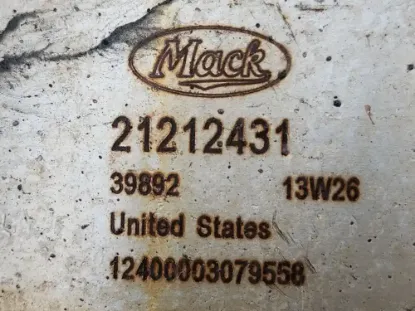 Mack
21212431
39892 13W26
United States
12400003079558